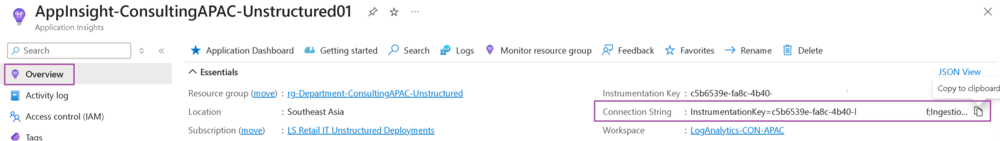 AppInsight-ConsultingAPAC-Unstructured01
Application Insights
Search
Application Dashboard Getting started Search Logs Monitor resource group Feedback Favorites Rename Delete
Overview
Essentials
JSON View
Copy to clipboard
Activity log
Resource group (move) : rg-Department-ConsultingAPAC-Unstructured
Instrumentation Key : c5b6539e-fa8c-4b40-
Access control (IAM)
Location : Southeast Asia
Connection String : InstrumentationKey=c5b6539e-fa8c-4b40- f;Ingestio...
Tags
Subscription (move) : LS Retail IT Unstructured Deployments
Workspace : LogAnalytics-CON-APAC